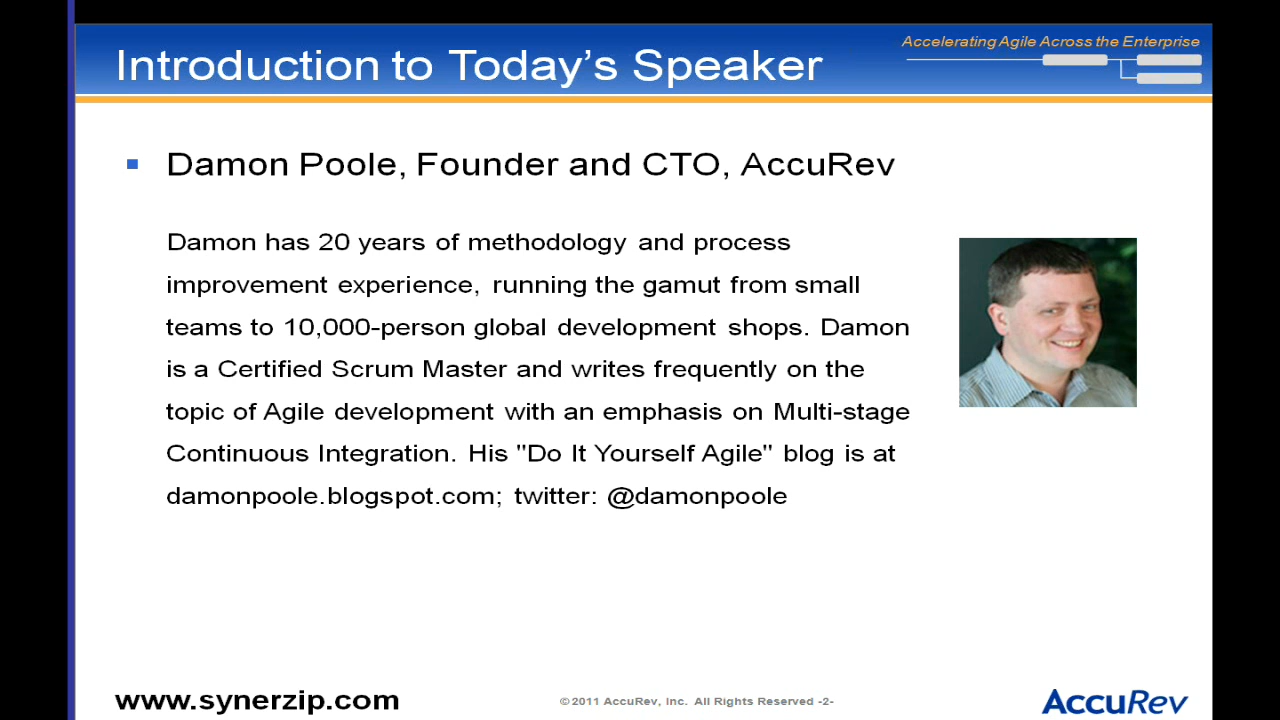 Accelerating Agile Across the Enterprise
Introduction to Today's Speaker
Damon Poole, Founder and CTO, AccuRev
Damon has 20 years of methodology and process
improvement experience, running the gamut from small
teams to 10,000-person global development shops. Damon
is a Certified Scrum Master and writes frequently on the
topic of Agile development with an emphasis on Multi-stage
Continuous Integration. His "Do It Yourself Agile" blog is at
damonpoole.blogspot.com; twitter: @damonpoole
www.synerzip.com
©2011 AccuRev, Inc. All Rights Reserved -2-
AccuRev